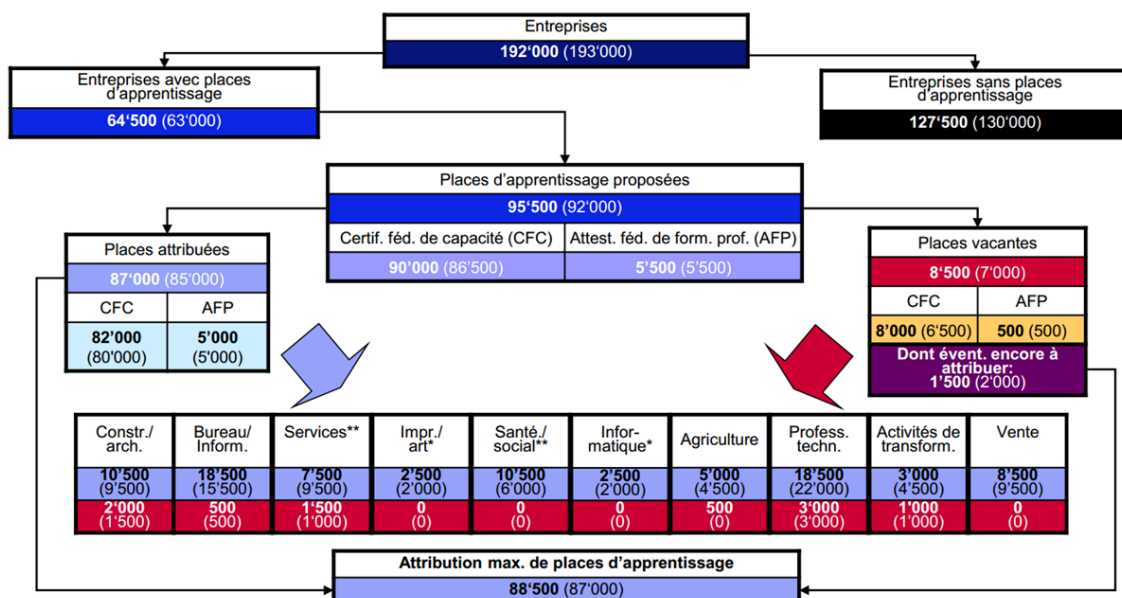 Entreprises
192‘000 (193‘000)
Entreprises avec places
d’apprentissage
64‘500 (63‘000)
Entreprises sans places
d’apprentissage
127‘500 (130‘000)
Places d’apprentissage proposées
95‘500 (92‘000)
Certif. féd. de capacité (CFC)
Attest. féd. de form. prof. (AFP)
90’000 (86’500)
5’500 (5’500)
Places attribuées
87‘000 (85‘000)
CFC
AFP
82’000
(80’000)
5’000
(5’000)
Places vacantes
8‘500 (7‘000)
CFC
AFP
8’000 (6‘500)
500 (500)
Dont évent. encore à
attribuer:
1’500 (2’000)
Constr./
arch.
Bureau/
Inform.
Services**
Impr./
art*
Santé./
social**
Infor-
matique*
Agriculture
Profess.
techn.
Activités de
transform.
Vente
10’500
(9’500)
18’500
(15’500)
7’500
(9’500)
2’500
(2’000)
10’500
(6’000)
2’500
(2’000)
5’000
(4’500)
18’500
(22’000)
3’000
(4’500)
8’500
(9’500)
2’000
(1’500)
500
(500)
1’500
(1’000)
0
(0)
0
(0)
0
(0)
500
(0)
3’000
(3’000)
1’000
(1’000)
0
(0)
Attribution max. de places d’apprentissage
88’500 (87’000)